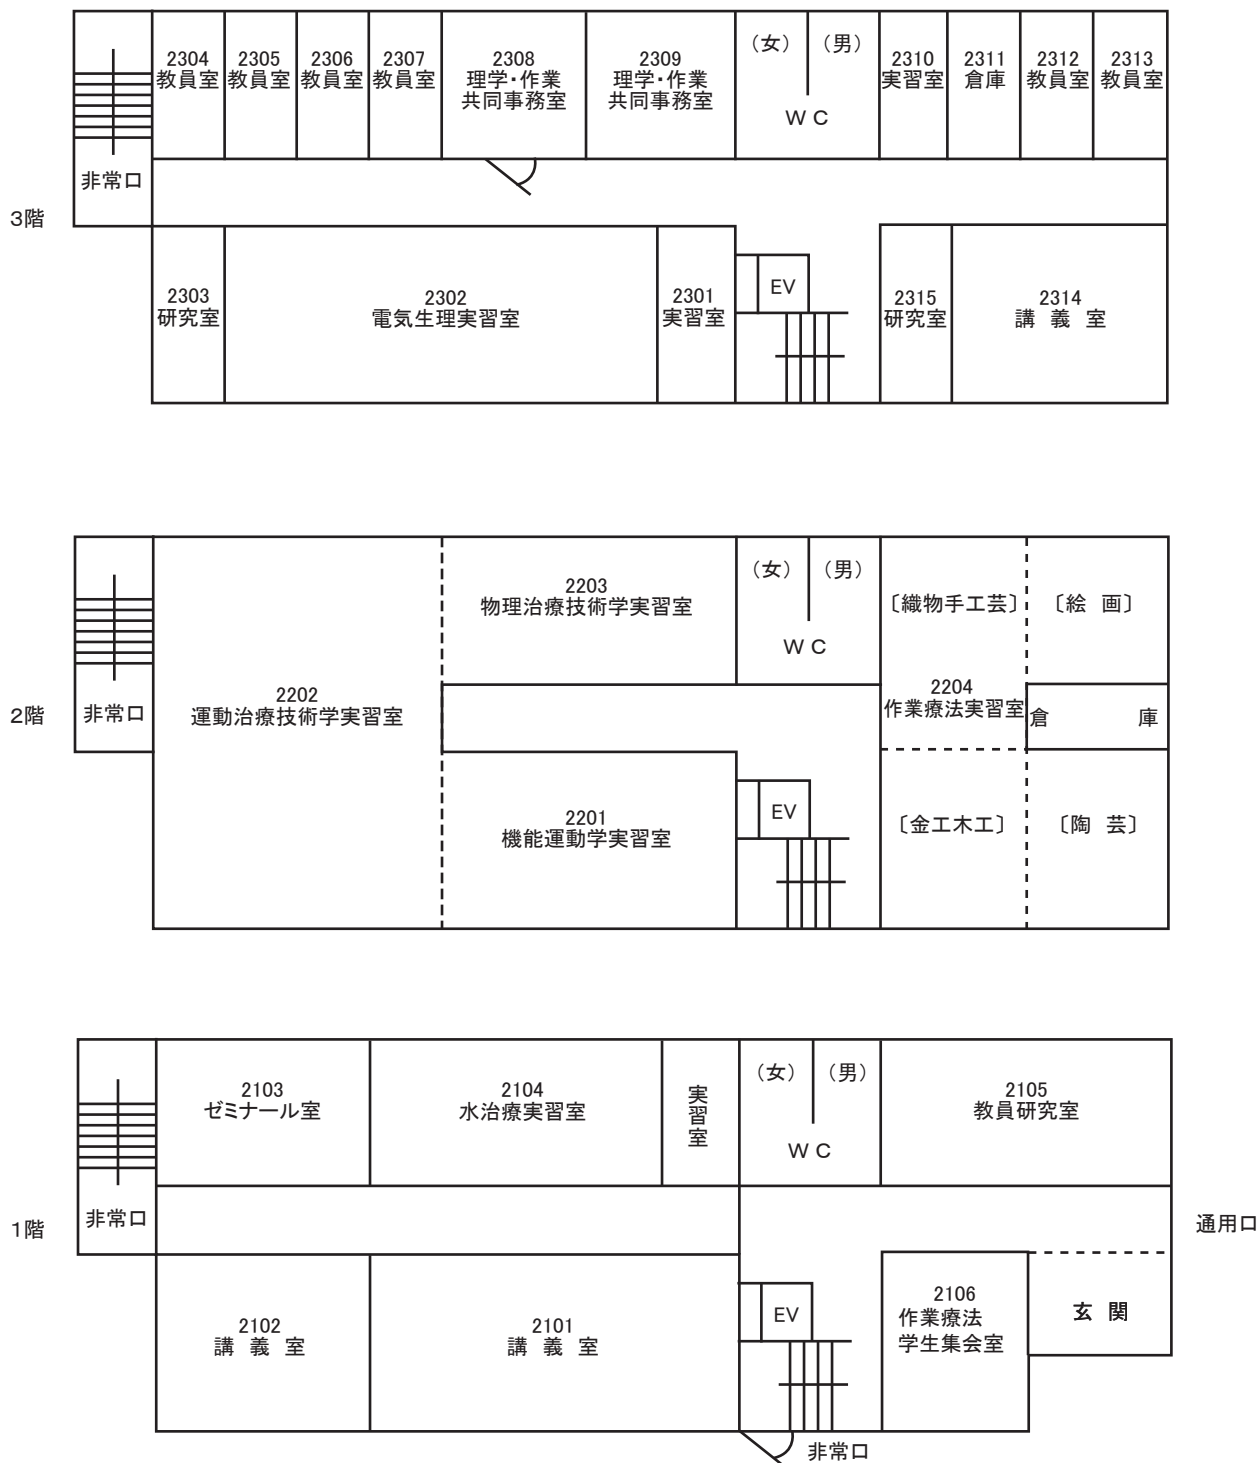 2304
教員室
2305
教員室
2306
教員室
2307
教員室
2308
理学・作業
共同事務室
2309
理学・作業
共同事務室
（女）
（男）
ＷＣ
2310
実習室
2311
倉庫
2312
教員室
2313
教員室
非常口
3階
2303
研究室
2302
電気生理実習室
2301
実習室
EV
2315
研究室
2314
講 義 室
2203
物理治療技術学実習室
（女）
（男）
ＷＣ
〔織物手工芸〕
〔絵 画〕
2階
非常口
2202
運動治療技術学実習室
2204
作業療法実習室
倉 庫
2201
機能運動学実習室
EV
〔金工木工〕
〔陶 芸〕
2103
ゼミナール室
2104
水治療実習室
実習室
（女）
（男）
ＷＣ
2105
教員研究室
1階
非常口
通用口
2102
講 義 室
2101
講 義 室
EV
2106
作業療法
学生集会室
玄 関
非常口